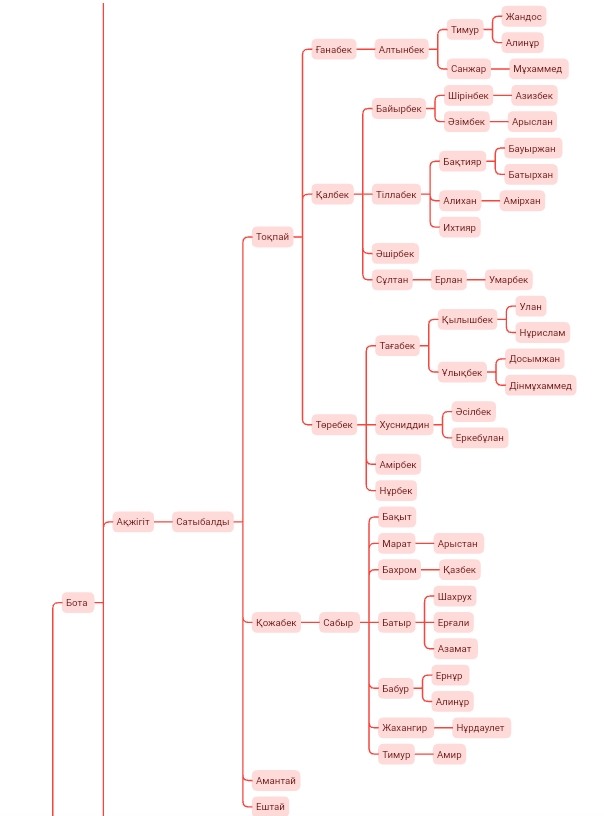 Жандос
Тимур
Алинұр
Ғанабек
Алтынбек
Санжар
Мұхаммед
Шірінбек
Азизбек
Байырбек
Әзімбек
Арыслан
Бауыржан
Бақтияр
Батырхан
Қалбек
Тіллабек
Алихан
Амірхан
Ихтияр
Тоқпай
Әшірбек
Сұлтан
Ерлан
Умарбек
Улан
Қылышбек
Нұрислам
Тағабек
Досымжан
Ұлықбек
Дінмұхаммед
Әсілбек
Төребек
Хусниддин
Еркебұлан
Амірбек
Нұрбек
Бақыт
Ақжігіт
Сатыбалды
Марат
Арыстан
Бахром
Қазбек
Шахрух
Бота
Қожабек
Сабыр
Батыр
Ерғали
Азамат
Ернұр
Бабур
Алинұр
Жахангир
Нұрдаулет
Тимур
Амир
Амантай
Ештай